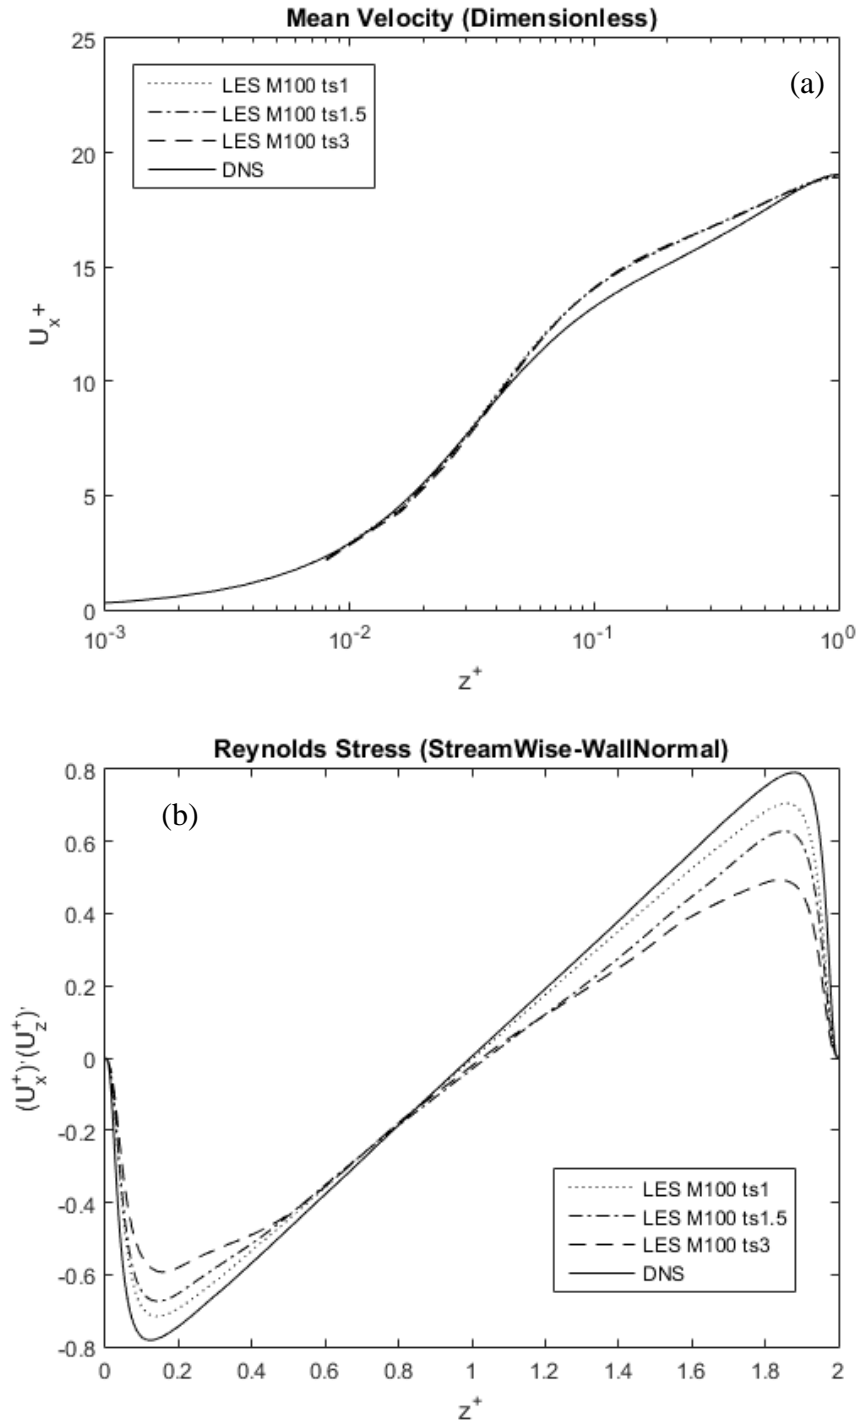 Mean Velocity (Dimensionless)
(a)
LES M100 ts1
LES M100 ts1.5
LES M100 ts3
DNS
25
20
15
10
5
0
U_x +
10^-3
10^-2
10^-1
10^0
z^+
Reynolds Stress (StreamWise-WallNormal)
(b)
0.8
0.6
0.4
0.2
0
-0.2
-0.4
-0.6
-0.8
(U_x^+)'(U_z^+)'
LES M100 ts1
LES M100 ts1.5
LES M100 ts3
DNS
0 0.2 0.4 0.6 0.8 1 1.2 1.4 1.6 1.8 2
z^+